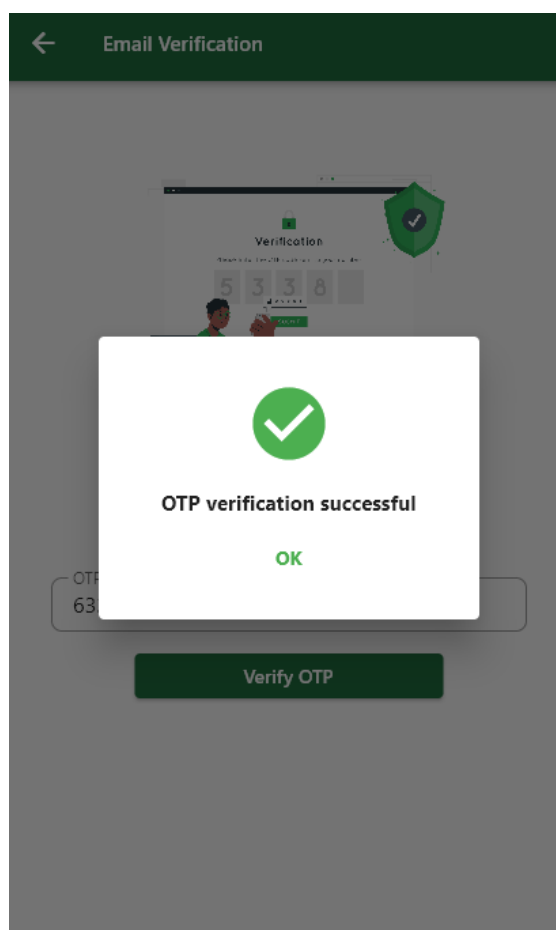 Email Verification
Verification
5 3 3 8
OTP verification successful
OK
OTP
63
Verify OTP